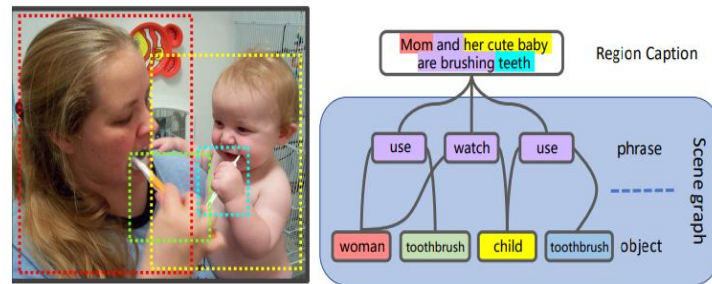 Mom and her cute baby
are brushing teeth
Region Caption
use
watch
use
phrase
Scene graph
woman
toothbrush
child
toothbrush
object